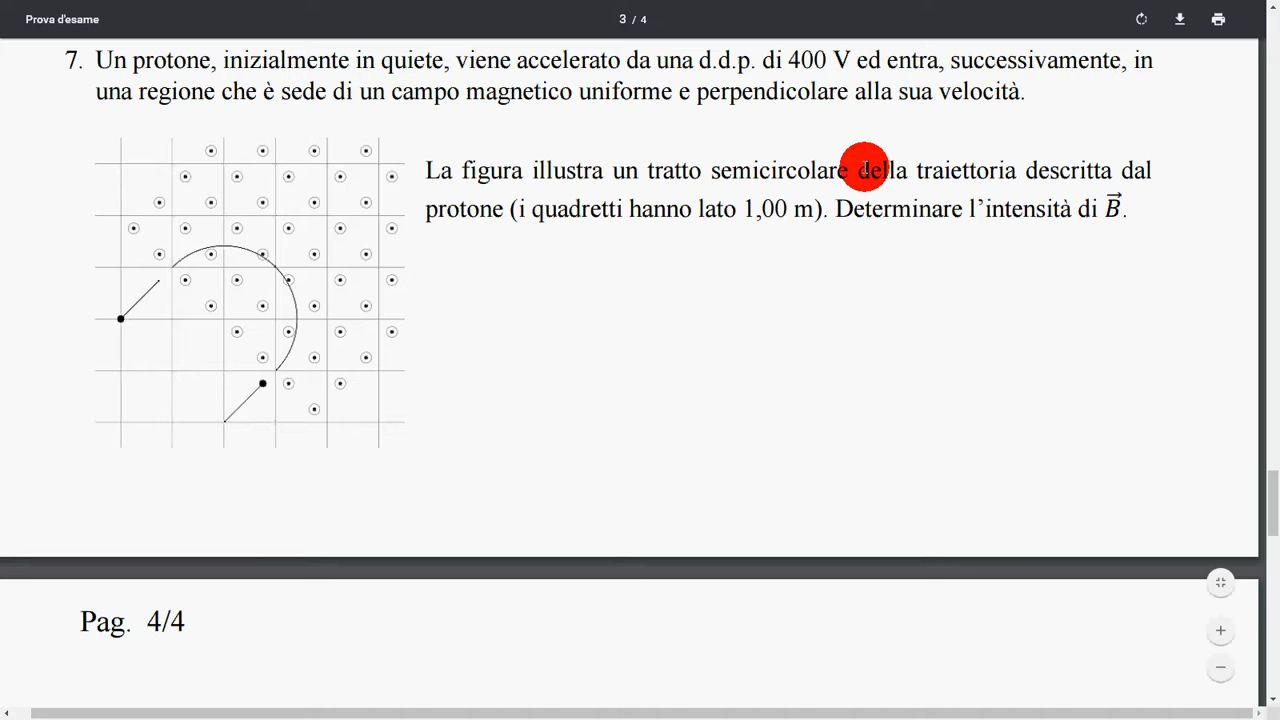 Prova d'esame
3 / 4
7. Un protone, inizialmente in quiete, viene accelerato da una d.d.p. di 400 V ed entra, successivamente, in
una regione che è sede di un campo magnetico uniforme e perpendicolare alla sua velocità.
La figura illustra un tratto semicircolare della traiettoria descritta dal
protone (i quadretti hanno lato 1,00 m). Determinare l’intensità di B⃗.
Pag. 4/4